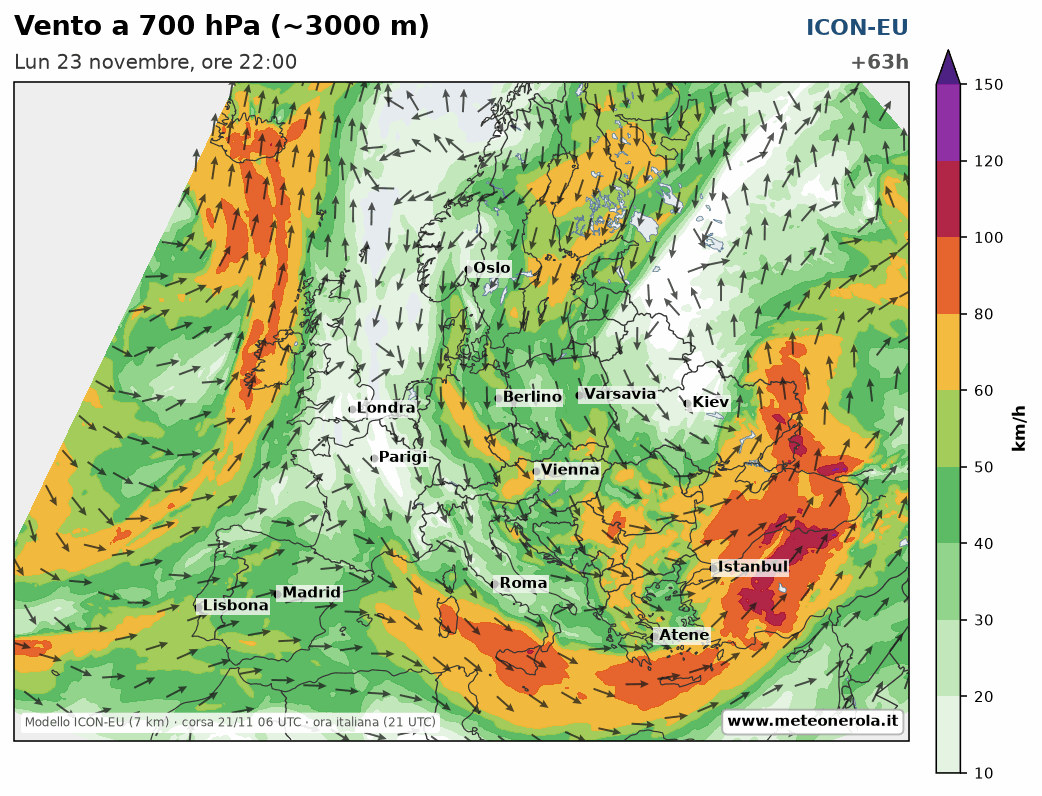 Vento a 700 hPa (~3000 m)
ICON-EU
Lun 23 novembre, ore 22:00
+63h
150
120
100
80
60
50
40
30
20
10
km/h
Oslo
Berlino
Varsavia
Kiev
Londra
Parigi
Vienna
Istanbul
Roma
Madrid
Lisbona
Atene
Modello ICON-EU (7 km) · corsa 21/11 06 UTC · ora italiana (21 UTC)
www.meteonerola.it